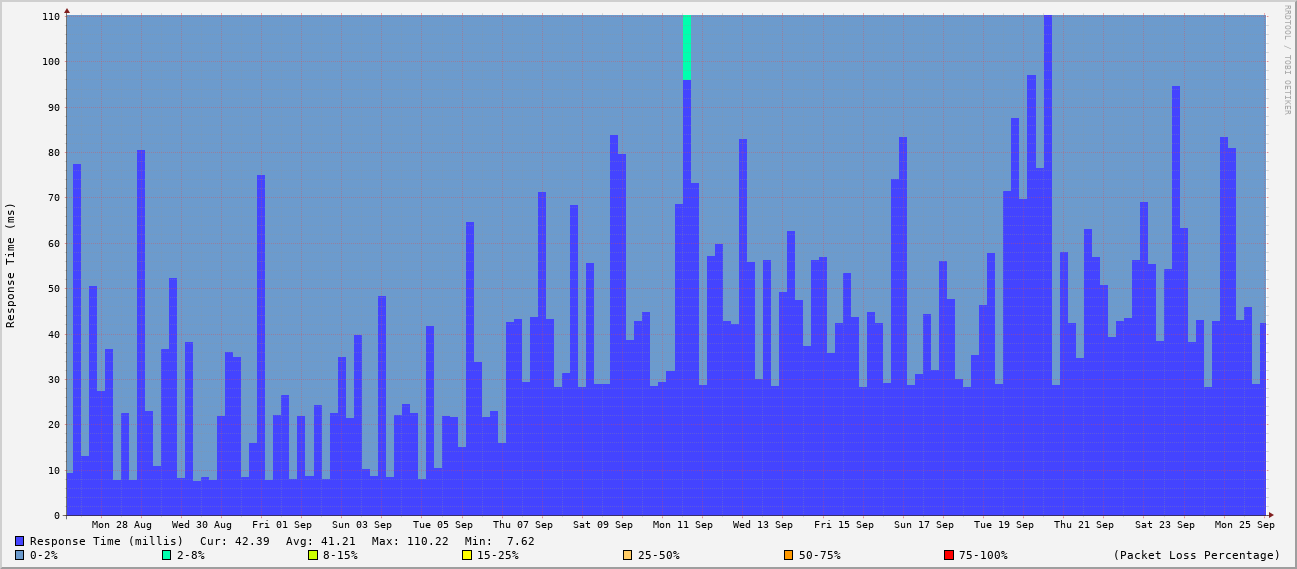 RRDTOOL / TOBI OETIKER
Response Time (ms)
110
100
90
80
70
60
50
40
30
20
10
0
Mon 28 Aug Wed 30 Aug Fri 01 Sep Sun 03 Sep Tue 05 Sep Thu 07 Sep Sat 09 Sep Mon 11 Sep Wed 13 Sep Fri 15 Sep Sun 17 Sep Tue 19 Sep Thu 21 Sep Sat 23 Sep Mon 25 Sep
Response Time (millis) Cur: 42.39 Avg: 41.21 Max: 110.22 Min: 7.62
0-2% 2-8% 8-15% 15-25% 25-50% 50-75% 75-100% (Packet Loss Percentage)